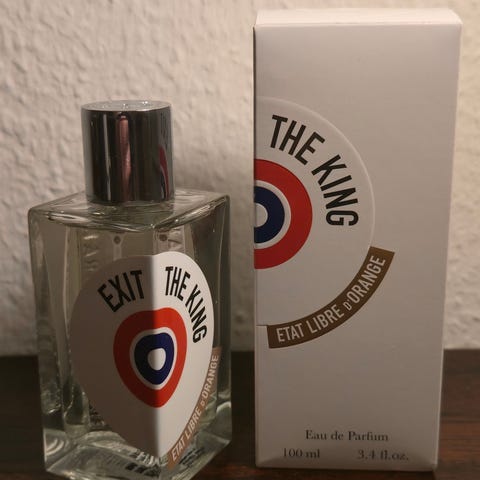 EXIT THE KING
ETAT LIBRE D'ORANGE
THE KING
ETAT LIBRE D'ORANGE
Eau de Parfum
100 ml 3,4 fl.oz.